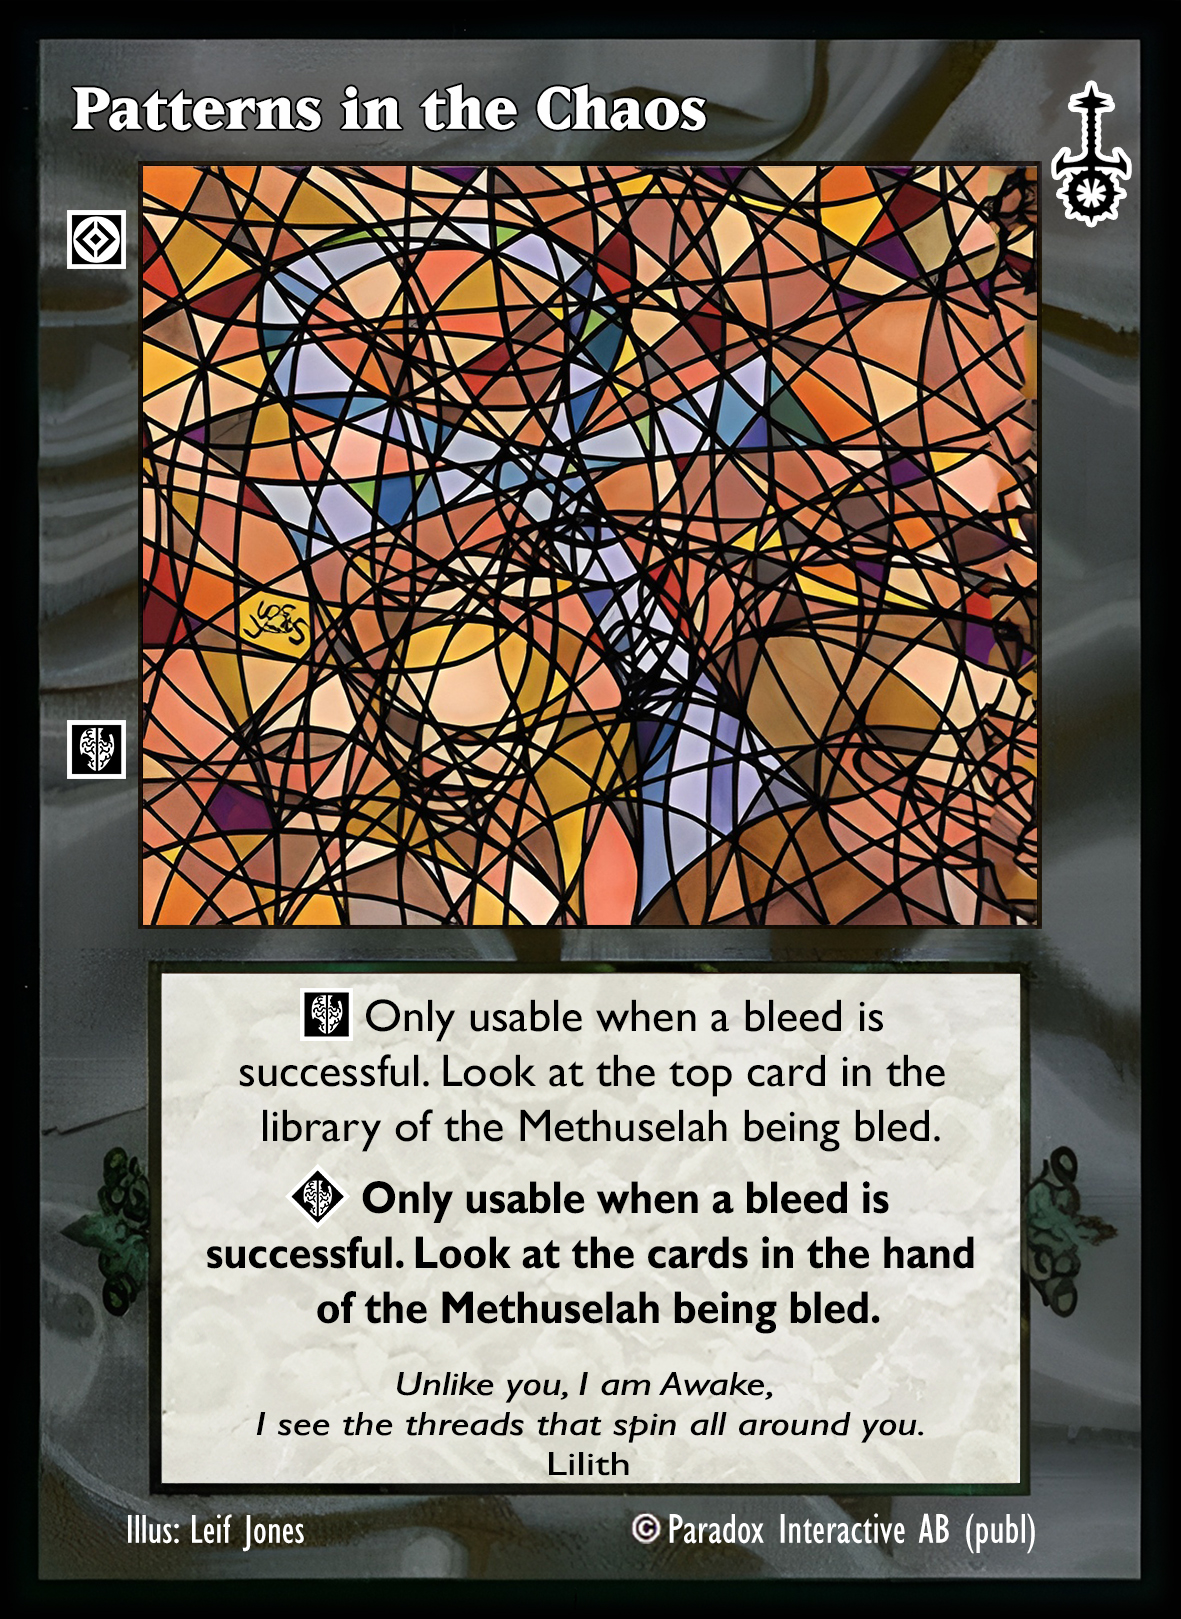 Patterns in the Chaos
Only usable when a bleed is
successful. Look at the top card in the
library of the Methuselah being bled.
Only usable when a bleed is
successful. Look at the cards in the hand
of the Methuselah being bled.
Unlike you, I am Awake,
I see the threads that spin all around you.
Lilith
Illus: Leif Jones
© Paradox Interactive AB (publ)